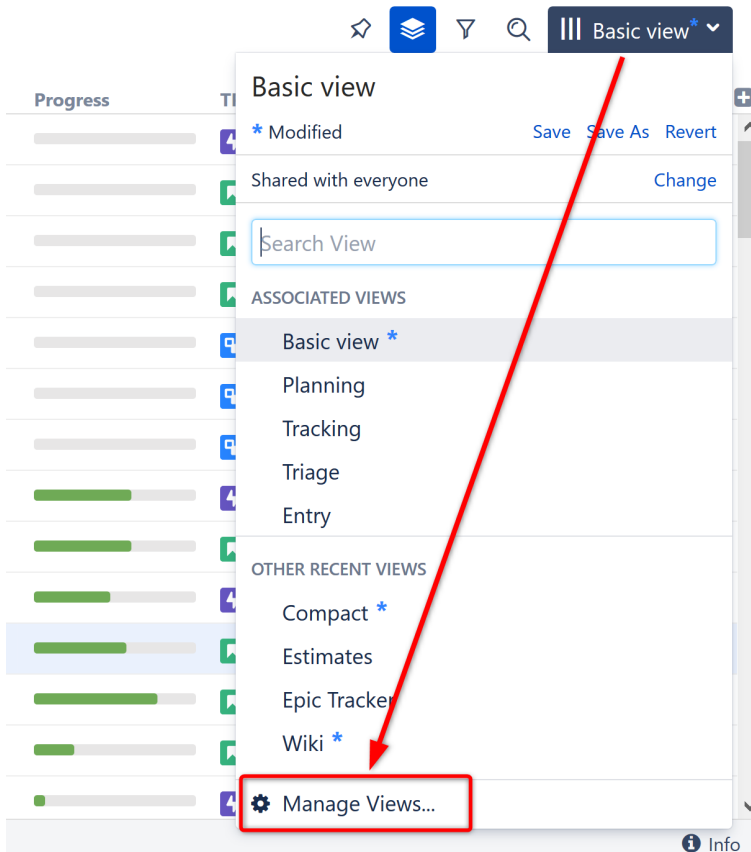 Basic view*
Progress
Basic view
* Modified
Save
Save As
Revert
Shared with everyone
Change
Search View
ASSOCIATED VIEWS
Basic view *
Planning
Tracking
Triage
Entry
OTHER RECENT VIEWS
Compact *
Estimates
Epic Tracker
Wiki *
Manage Views...
Info